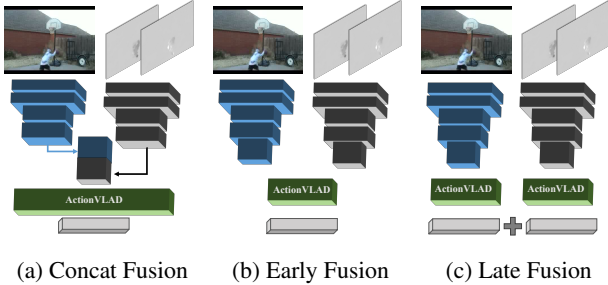 ActionVLAD
ActionVLAD
ActionVLAD
ActionVLAD
(a) Concat Fusion
(b) Early Fusion
(c) Late Fusion